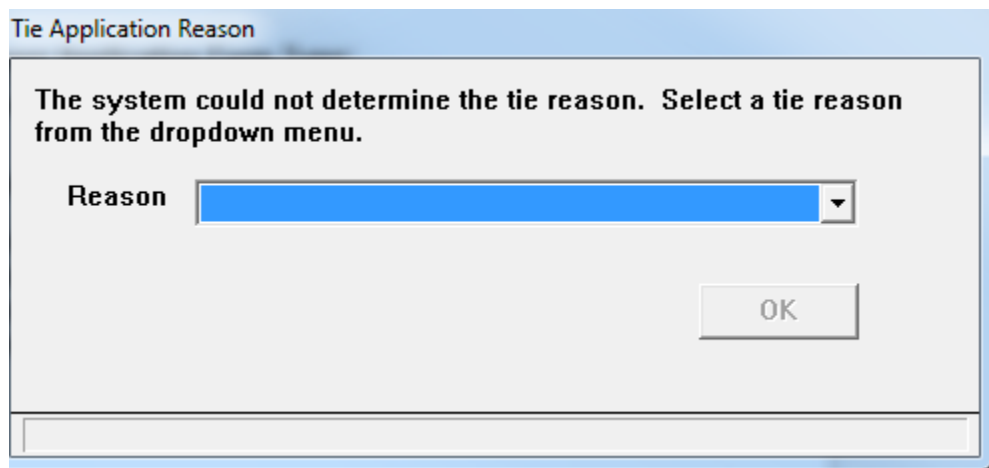 Tie Application Reason
The system could not determine the tie reason.  Select a tie reason
from the dropdown menu.
Reason
OK